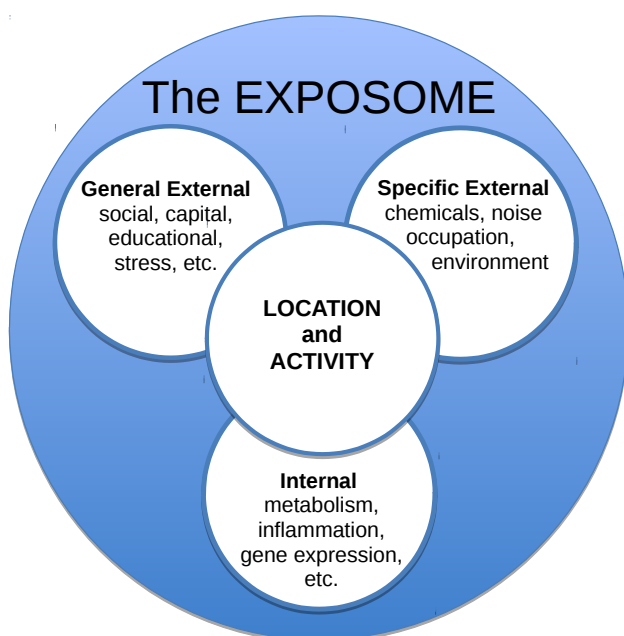 The EXPOSOME
General External
social, capital,
educational,
stress, etc.
Specific External
chemicals, noise
occupation,
environment
LOCATION
and
ACTIVITY
Internal
metabolism,
inflammation,
gene expression,
etc.